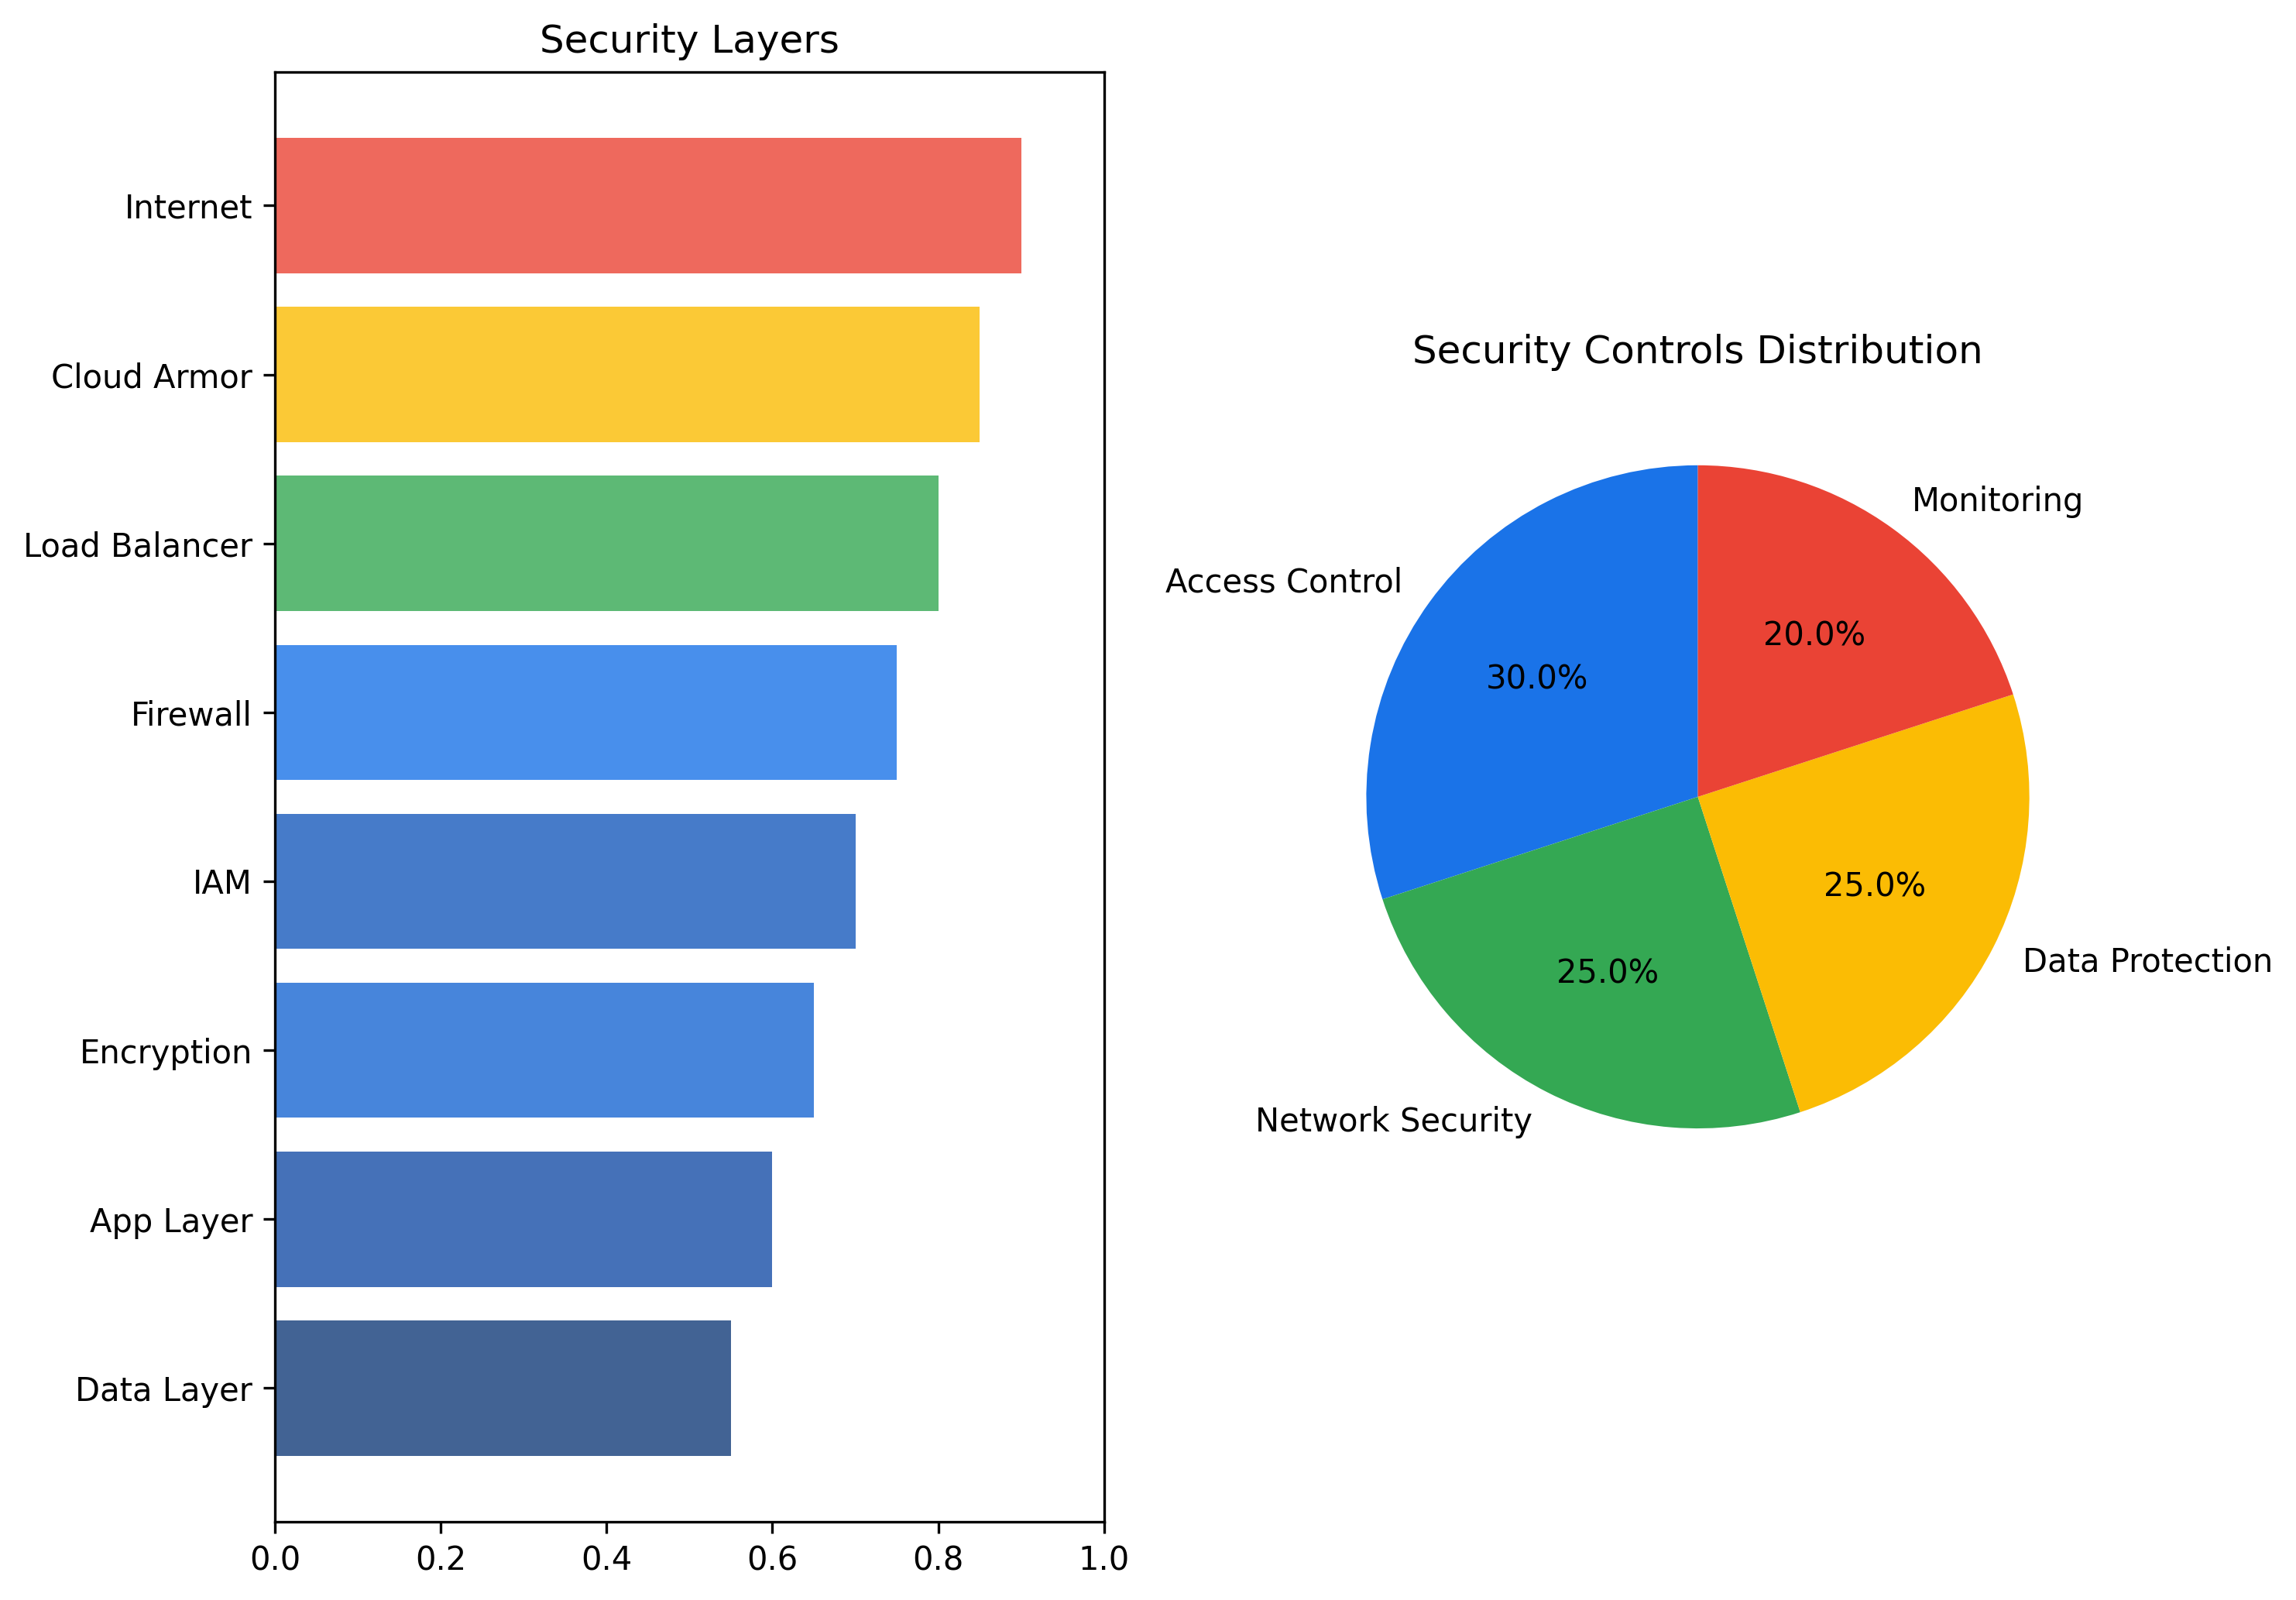 Security Layers
Internet
Cloud Armor
Load Balancer
Firewall
IAM
Encryption
App Layer
Data Layer
0.0 0.2 0.4 0.6 0.8 1.0
Security Controls Distribution
Monitoring
Access Control
20.0%
30.0%
25.0%
Data Protection
25.0%
Network Security